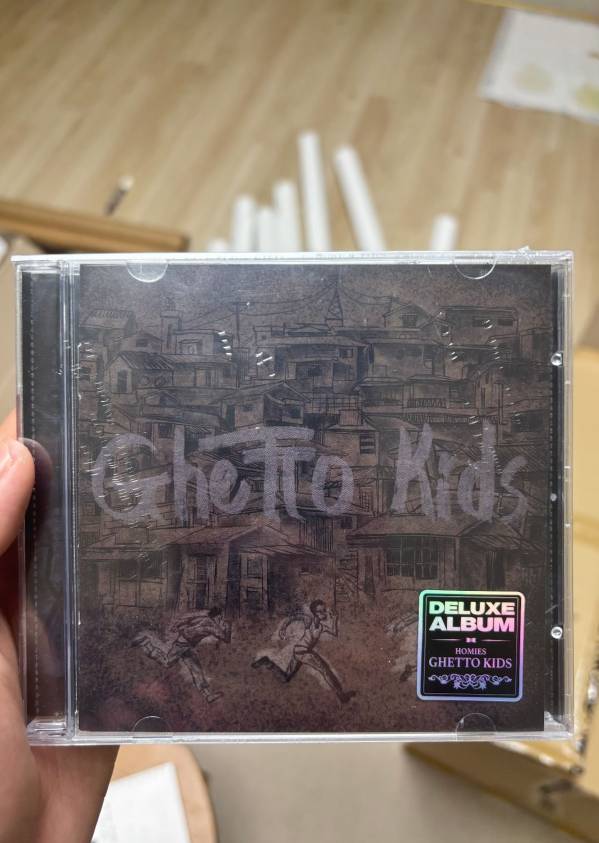 Ghetto Kids
DELUXE
ALBUM
HOMIES
GHETTO KIDS